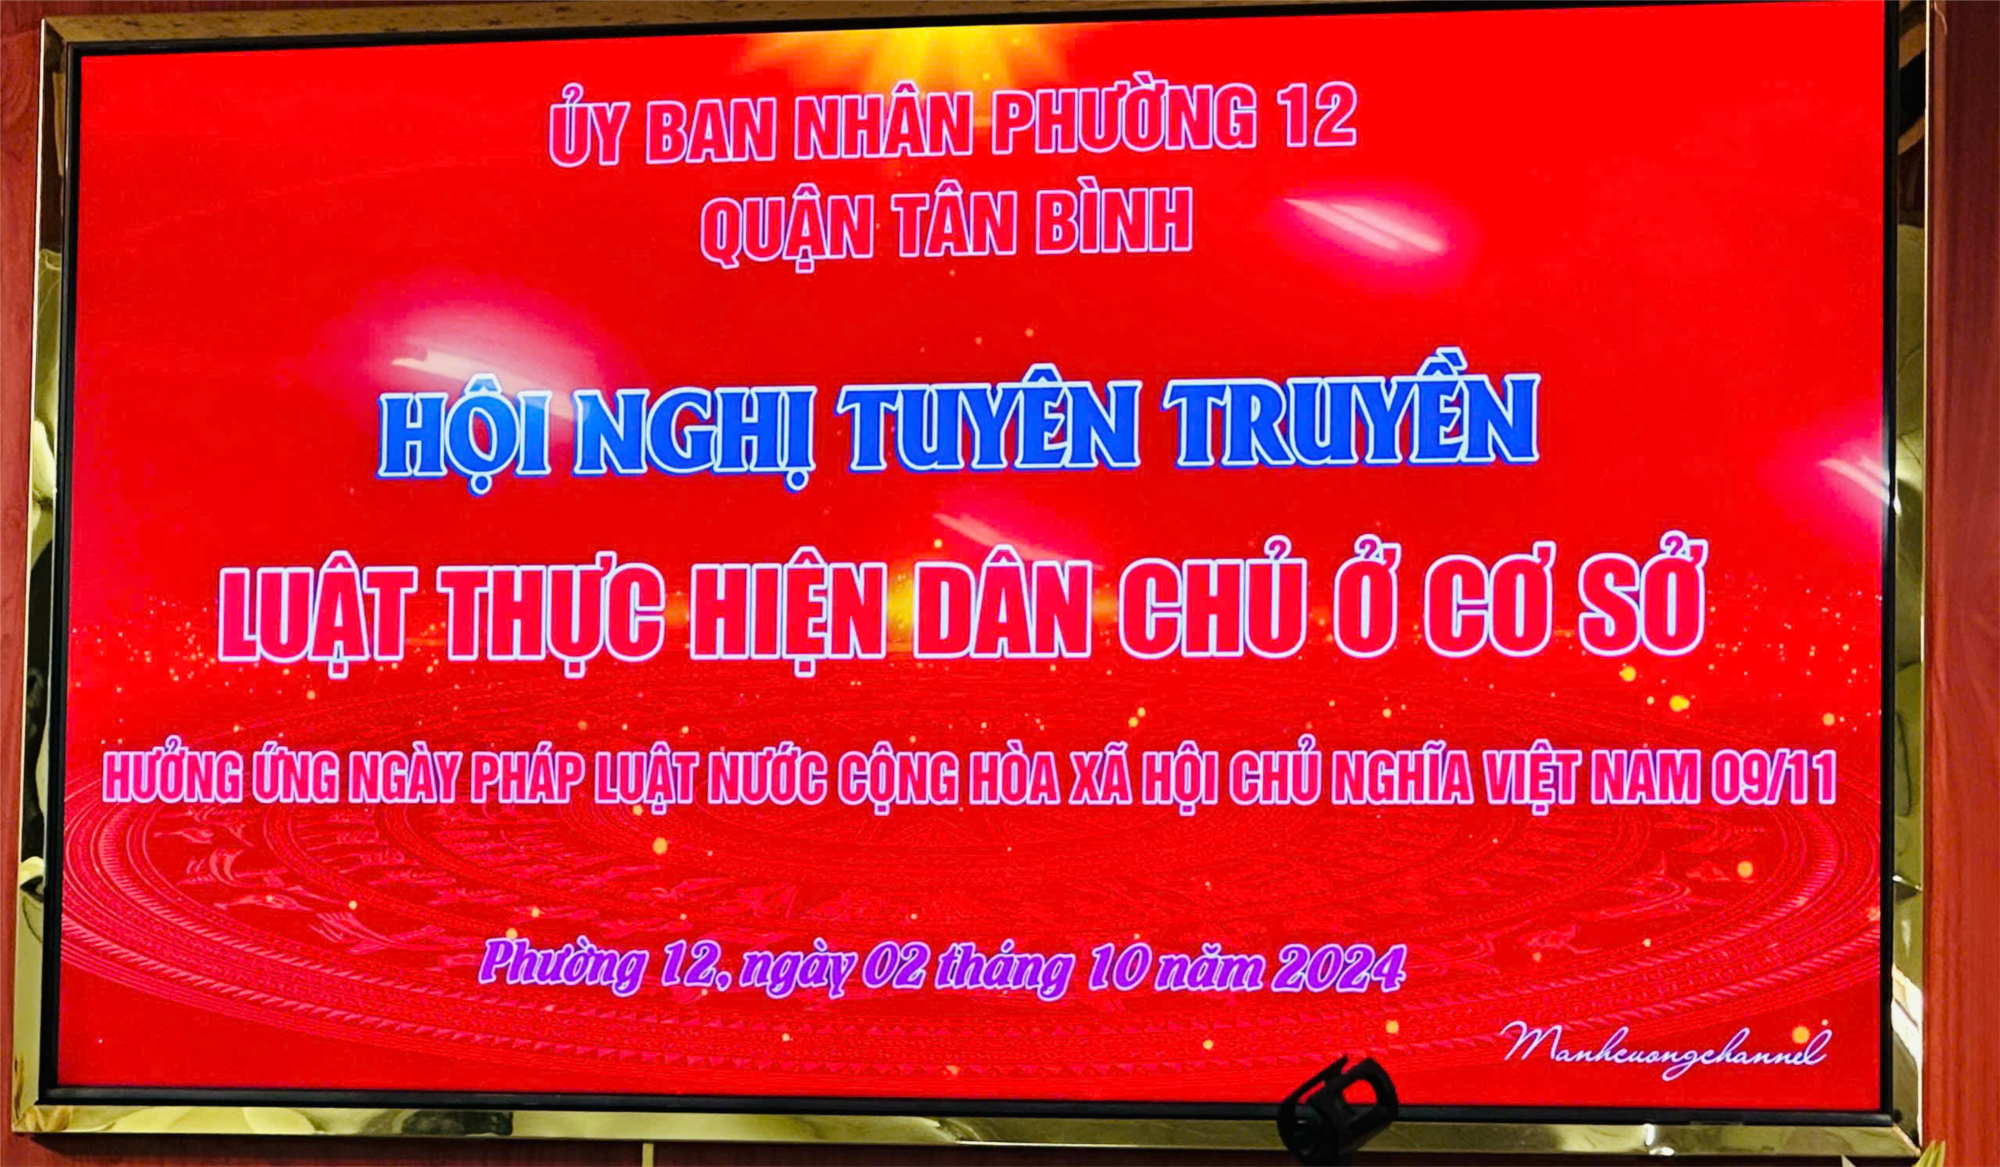 ỦY BAN NHÂN PHƯỜNG 12
QUẬN TÂN BÌNH
HỘI NGHỊ TUYÊN TRUYỀN
LUẬT THỰC HIỆN DÂN CHỦ Ở CƠ SỞ
HƯỞNG ỨNG NGÀY PHÁP LUẬT NƯỚC CỘNG HÒA XÃ HỘI CHỦ NGHĨA VIỆT NAM 09/11
Phường 12, ngày 02 tháng 10 năm 2024
Manhcuongchannel